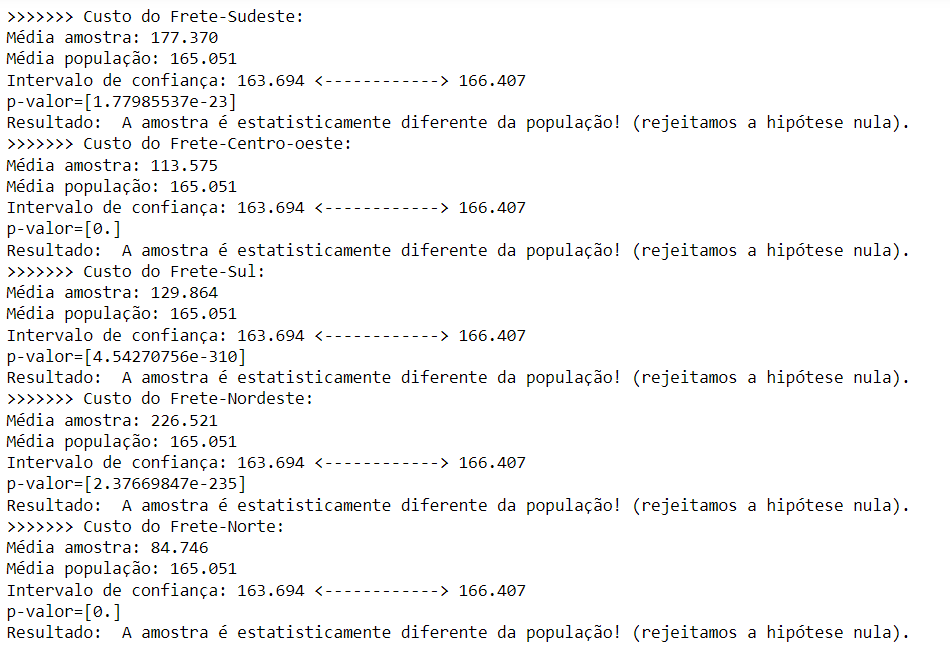 >>>>>>> Custo do Frete-Sudeste:
Média amostra: 177.370
Média população: 165.051
Intervalo de confiança: 163.694 <------------> 166.407
p-valor=[1.77985537e-23]
Resultado:  A amostra é estatisticamente diferente da população! (rejeitamos a hipótese nula).
>>>>>>> Custo do Frete-Centro-oeste:
Média amostra: 113.575
Média população: 165.051
Intervalo de confiança: 163.694 <------------> 166.407
p-valor=[0.]
Resultado:  A amostra é estatisticamente diferente da população! (rejeitamos a hipótese nula).
>>>>>>> Custo do Frete-Sul:
Média amostra: 129.864
Média população: 165.051
Intervalo de confiança: 163.694 <------------> 166.407
p-valor=[4.54270756e-310]
Resultado:  A amostra é estatisticamente diferente da população! (rejeitamos a hipótese nula).
>>>>>>> Custo do Frete-Nordeste:
Média amostra: 226.521
Média população: 165.051
Intervalo de confiança: 163.694 <------------> 166.407
p-valor=[2.37669847e-235]
Resultado:  A amostra é estatisticamente diferente da população! (rejeitamos a hipótese nula).
>>>>>>> Custo do Frete-Norte:
Média amostra: 84.746
Média população: 165.051
Intervalo de confiança: 163.694 <------------> 166.407
p-valor=[0.]
Resultado:  A amostra é estatisticamente diferente da população! (rejeitamos a hipótese nula).